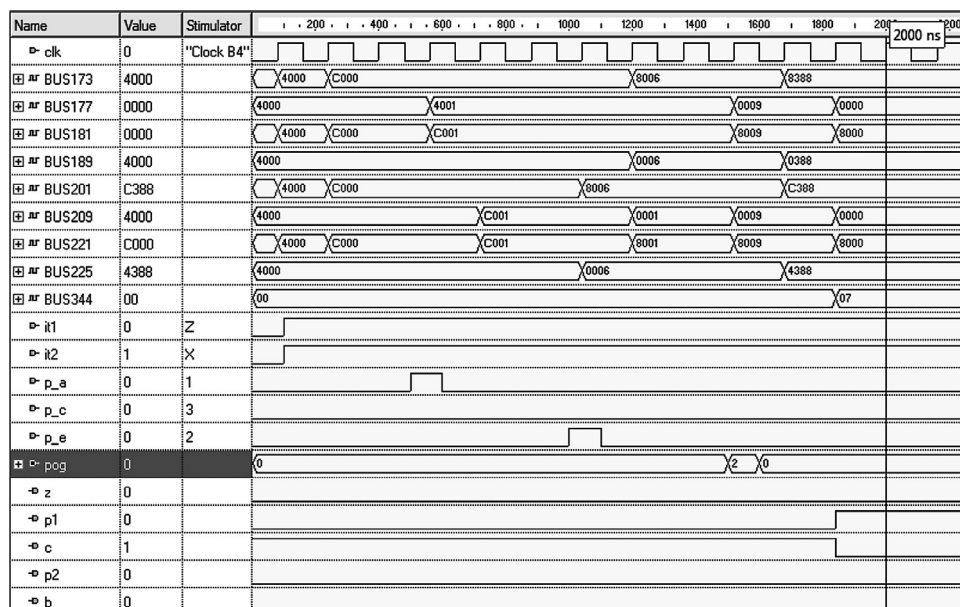 Name Value Stimulator 200 400 600 800 1000 1200 1400 1600 1800
2000 ns
clk 0 "Clock B4"
BUS173 4000 4000 C000 8006 8388
BUS177 0000 4000 4001 0009 0000
BUS181 0000 4000 C000 C001 8009 8000
BUS189 4000 4000 0006 0388
BUS201 C388 4000 C000 8006 C388
BUS209 4000 4000 C001 0001 0009 0000
BUS221 C000 4000 C000 C001 8001 8009 8000
BUS225 4388 4000 0006 4388
BUS344 00 00 07
it1 0 Z
it2 1 X
p_a 0 1
p_c 0 3
p_e 0 2
pog 0 0 2 0
z 0
p1 0
c 1
p2 0
b 0